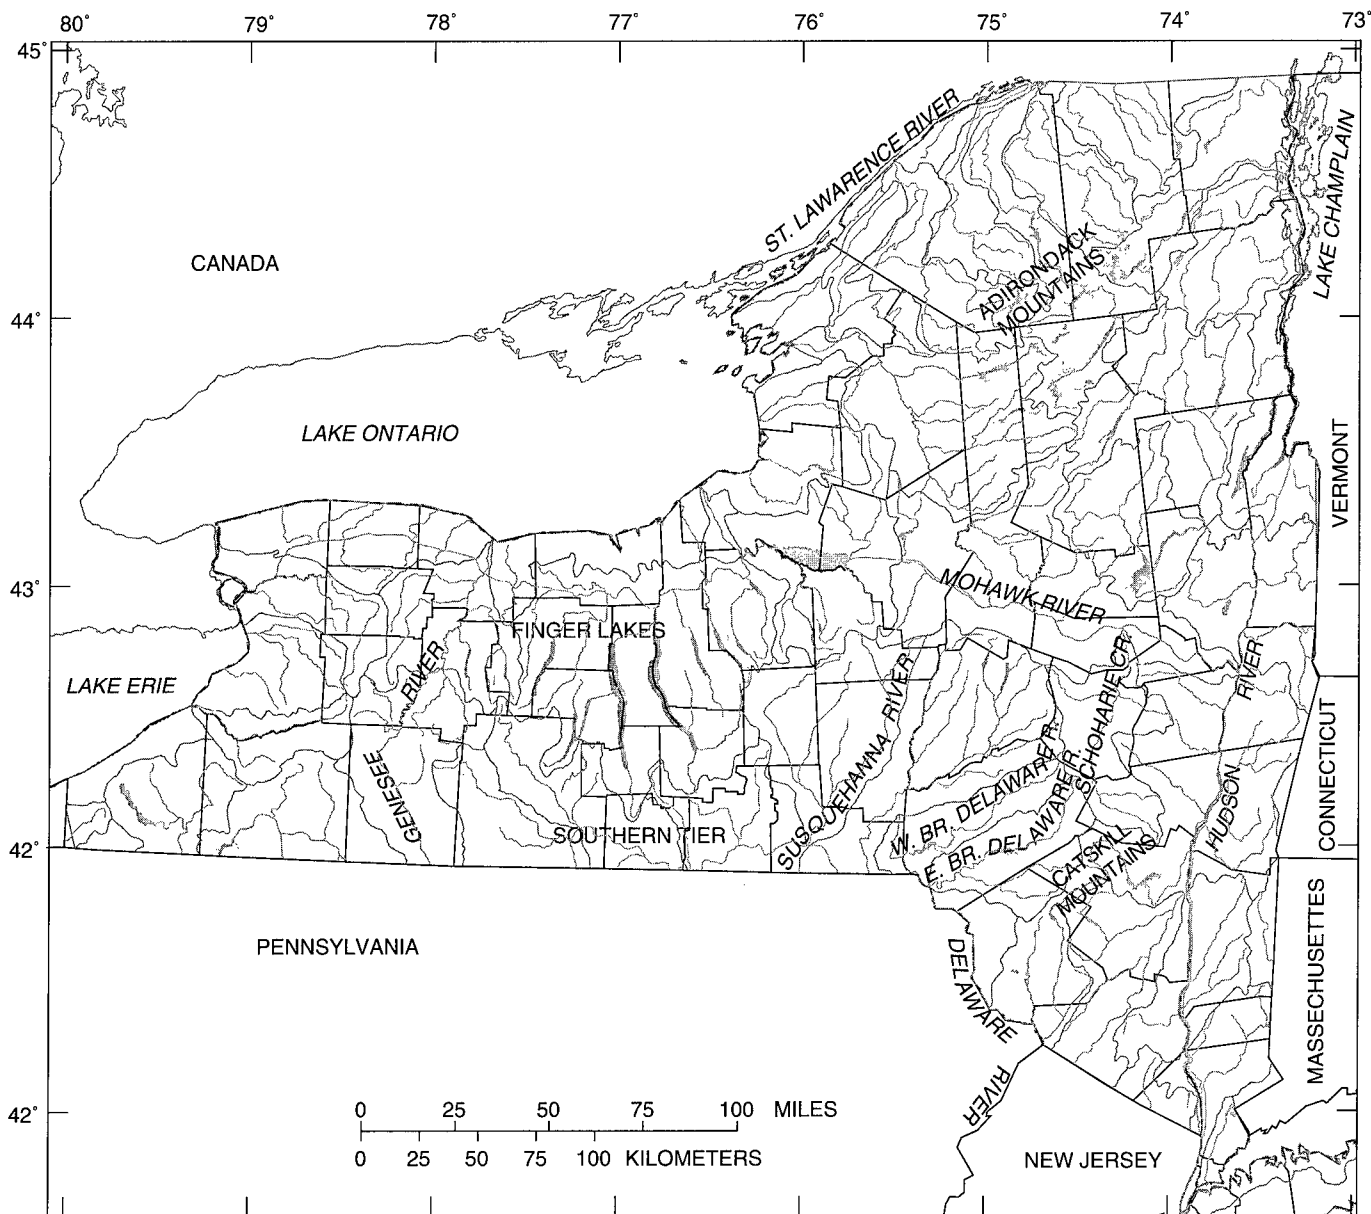 80° 79° 78° 77° 76° 75° 74° 73°
45°
ST. LAWARENCE RIVER
LAKE CHAMPLAIN
CANADA
ADIRONDACK
MOUNTAINS
44°
LAKE ONTARIO
VERMONT
43°
MOHAWK RIVER
FINGER LAKES
LAKE ERIE
RIVER
GENESEE
SUSQUEHANNA RIVER
SCHOHARIE CR.
RIVER
HUDSON
CONNECTICUT
W. BR. DELAWARE R.
E. BR. DELAWARE R.
SOUTHERN TIER
42°
CATSKILL
MOUNTAINS
PENNSYLVANIA
DELAWARE
RIVER
MASSECHUSETTES
42°
0 25 50 75 100 MILES
0 25 50 75 100 KILOMETERS
NEW JERSEY